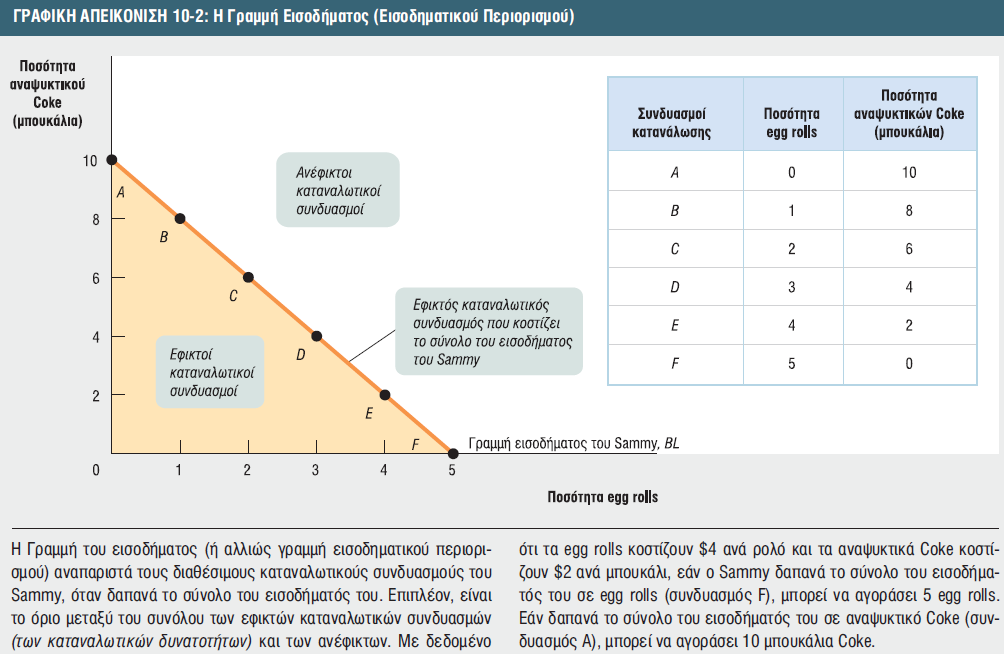 ΓΡΑΦΙΚΗ ΑΠΕΙΚΟΝΙΣΗ 10-2: Η Γραμμή Εισοδήματος (Εισοδηματικού Περιορισμού)
Ποσότητα
αναψυκτικού
Coke
(μπουκάλια)
10
8
6
4
2
0
1
2
3
4
5
A
B
C
D
E
F
Ανέφικτοι
καταναλωτικοί
συνδυασμοί
Εφικτός καταναλωτικός
συνδυασμός που κοστίζει
το σύνολο του εισοδήματος
του Sammy
Εφικτοί
καταναλωτικοί
συνδυασμοί
Γραμμή εισοδήματος του Sammy, BL
Ποσότητα egg rolls
Συνδυασμοί
κατανάλωσης
Ποσότητα
egg rolls
Ποσότητα
αναψυκτικών Coke
(μπουκάλια)
A 0 10
B 1 8
C 2 6
D 3 4
E 4 2
F 5 0
Η Γραμμή του εισοδήματος (ή αλλιώς γραμμή εισοδηματικού περιορι-
σμού) αναπαριστά τους διαθέσιμους καταναλωτικούς συνδυασμούς του
Sammy, όταν δαπανά το σύνολο του εισοδήματός του. Επιπλέον, είναι
το όριο μεταξύ του συνόλου των εφικτών καταναλωτικών συνδυασμών
(των καταναλωτικών δυνατοτήτων) και των ανέφικτων. Με δεδομένο
ότι τα egg rolls κοστίζουν $4 ανά ρολό και τα αναψυκτικά Coke κοστί-
ζουν $2 ανά μπουκάλι, εάν ο Sammy δαπανά το σύνολο του εισοδήμα-
τός του σε egg rolls (συνδυασμός F), μπορεί να αγοράσει 5 egg rolls.
Εάν δαπανά το σύνολο του εισοδήματός του σε αναψυκτικό Coke (συν-
δυασμός A), μπορεί να αγοράσει 10 μπουκάλια Coke.